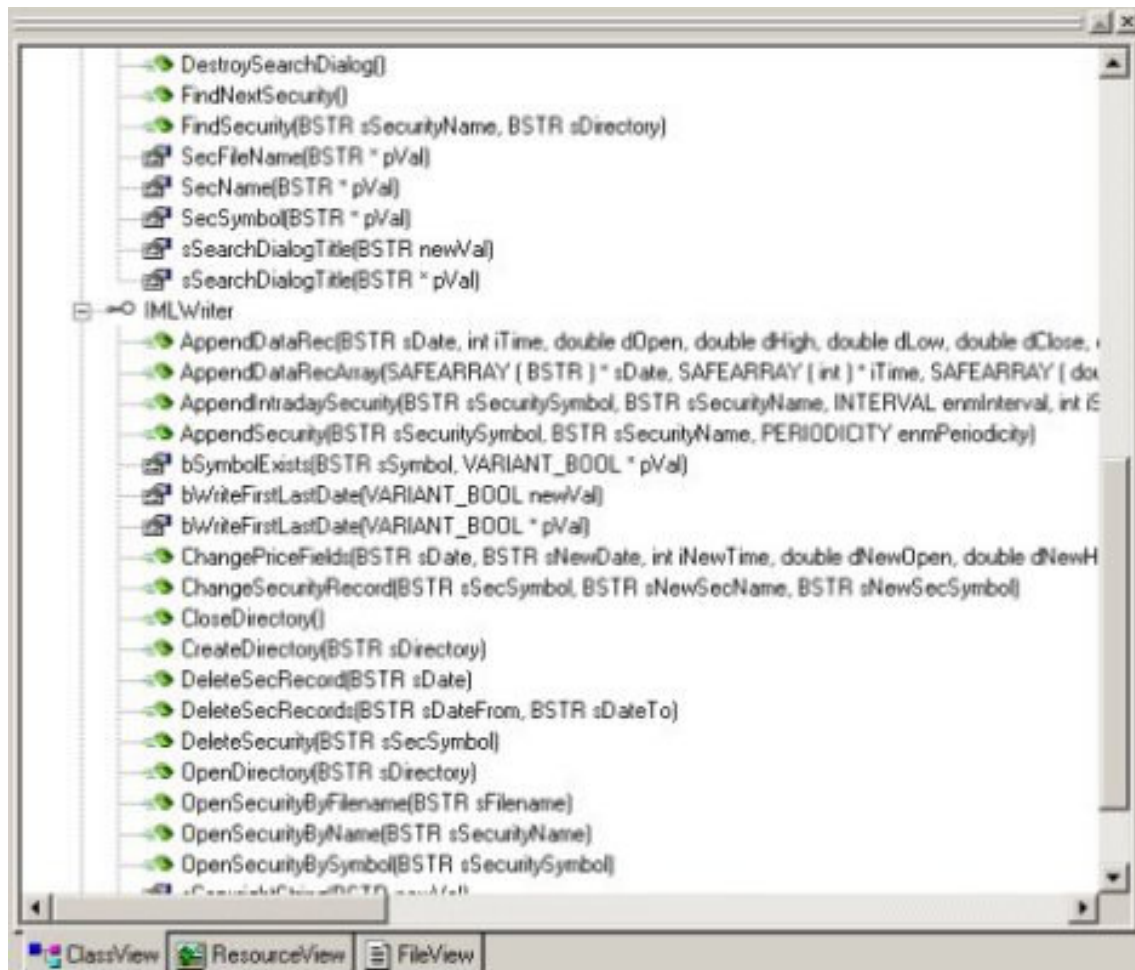 DestroySearchDialog()
FindNextSecurity()
FindSecurity(BSTR sSecurityName, BSTR sDirectory)
SecFileName(BSTR * pVal)
SecName(BSTR * pVal)
SecSymbol(BSTR * pVal)
sSearchDialogTitle(BSTR newVal)
sSearchDialogTitle(BSTR * pVal)
IMLWriter
AppendDataRec(BSTR sDate, int iTime, double dOpen, double dHigh, double dLow, double dClose,
AppendDataRecArray(SAFEARRAY ( BSTR ) * sDate, SAFEARRAY ( int ) * iTime, SAFEARRAY ( dou
AppendIntradaySecurity(BSTR sSecuritySymbol, BSTR sSecurityName, INTERVAL enmInterval, int iS
AppendSecurity(BSTR sSecuritySymbol, BSTR sSecurityName, PERIODICITY enmPeriodicity)
bSymbolExists(BSTR sSymbol, VARIANT_BOOL * pVal)
bWriteFirstLastDate(VARIANT_BOOL newVal)
bWriteFirstLastDate(VARIANT_BOOL * pVal)
ChangePriceFields(BSTR sDate, BSTR sNewDate, int iNewTime, double dNewOpen, double dNewH
ChangeSecurityRecord(BSTR sSecSymbol, BSTR sNewSecName, BSTR sNewSecSymbol)
CloseDirectory()
CreateDirectory(BSTR sDirectory)
DeleteSecRecord(BSTR sDate)
DeleteSecRecords(BSTR sDateFrom, BSTR sDateTo)
DeleteSecurity(BSTR sSecSymbol)
OpenDirectory(BSTR sDirectory)
OpenSecurityByFilename(BSTR sFilename)
OpenSecurityByName(BSTR sSecurityName)
OpenSecurityBySymbol(BSTR sSecuritySymbol)
sCopyrightString(BSTR newVal)
ClassView ResourceView FileView